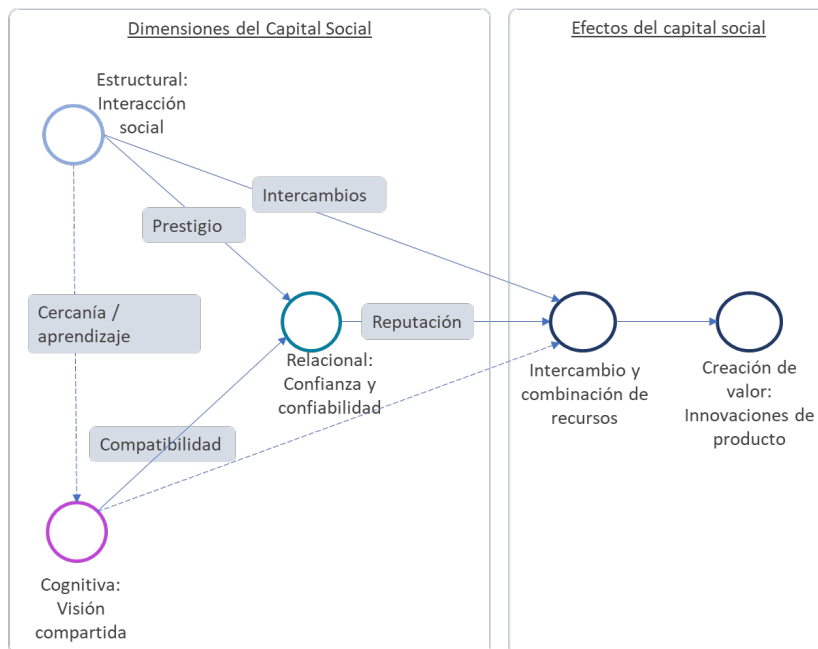 Dimensiones del Capital Social
Efectos del capital social
Estructural:
Interacción
social
Intercambios
Prestigio
Cercanía /
aprendizaje
Reputación
Relacional:
Confianza y
confiabilidad
Intercambio y
combinación de
recursos
Creación de
valor:
Innovaciones de
producto
Compatibilidad
Cognitiva:
Visión
compartida